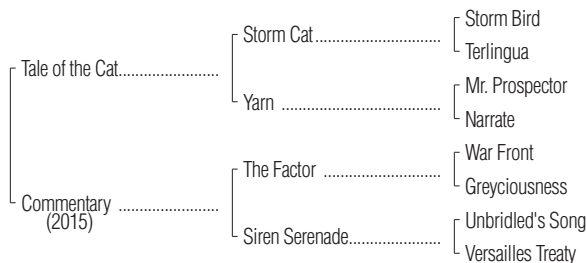 Storm Bird
Storm Cat
Terlingua
Tale of the Cat
Mr. Prospector
Yarn
Narrate
War Front
The Factor
Greyciousness
Commentary
(2015)
Unbridled's Song
Siren Serenade
Versailles Treaty